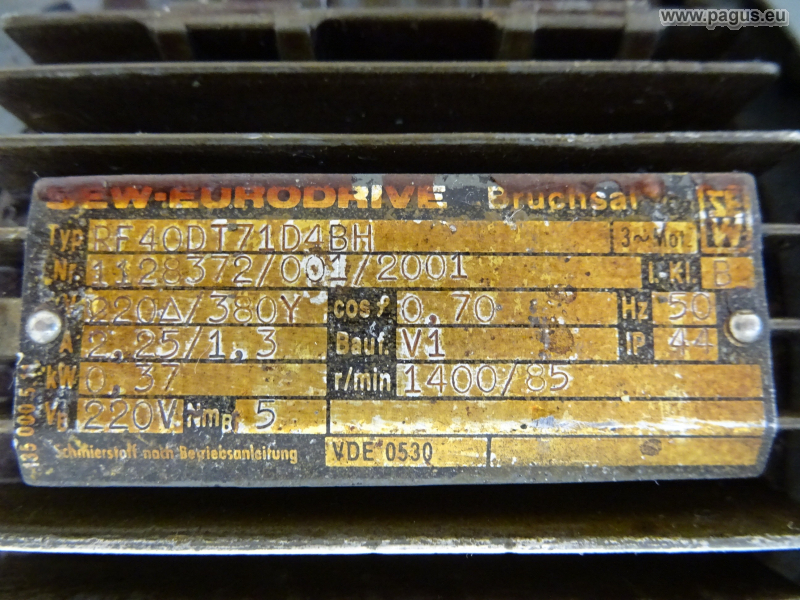 www.pagus.eu
SEW-EURODRIVE Bruchsal
Typ RF40DT71D4BH 3~Mot.
Nr. 1128372/001/2001 I-Kl. B
220Δ/380Y cos φ 0,70 Hz 50
A 2,25/1,3 Bauf. V1 IP 44
kW 0,37 r/min 1400/85
VB 220V NmB 5
Schmierstoff nach Betriebsanleitung VDE 0530